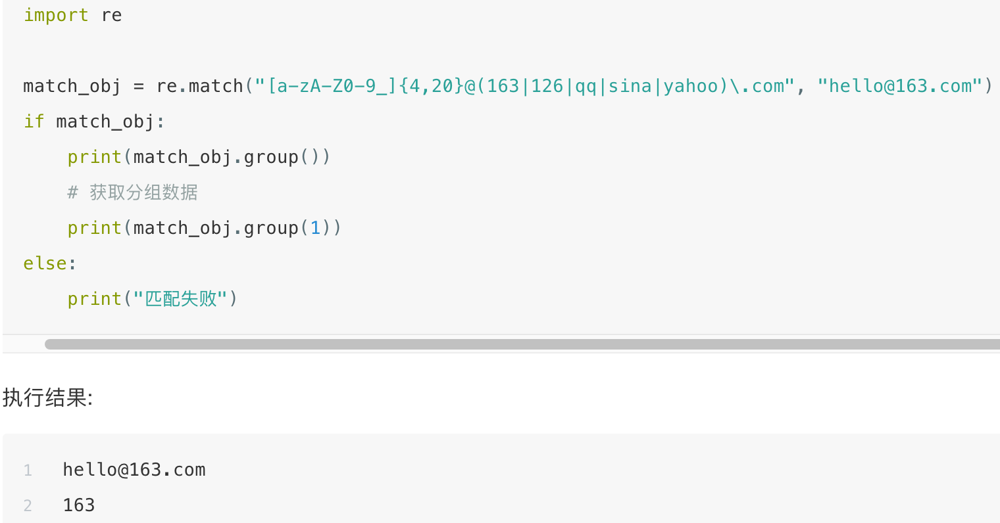 import re
match_obj = re.match("[a-zA-Z0-9_]{4,20}@(163|126|qq|sina|yahoo)\.com", "hello@163.com")
if match_obj:
    print(match_obj.group())
    # 获取分组数据
    print(match_obj.group(1))
else:
    print("匹配失败")
执行结果:
1 hello@163.com
2 163